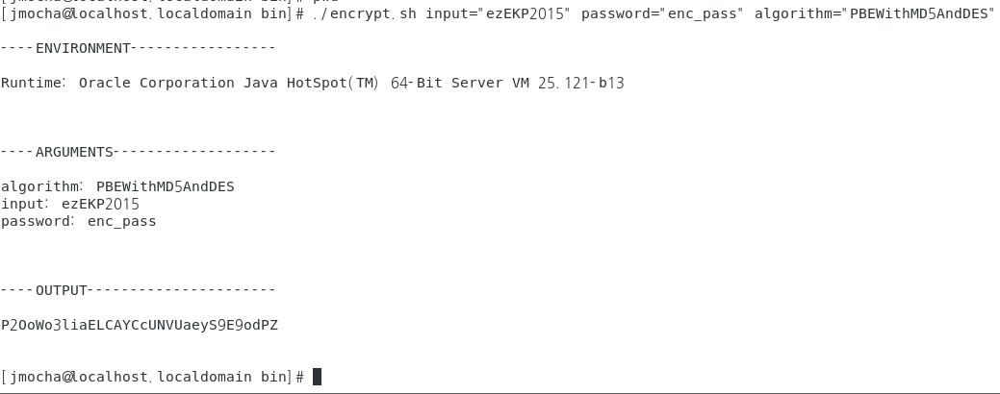 [jmocha@localhost.localdomain bin]# ./encrypt.sh input="ezEKP2015" password="enc_pass" algorithm="PBEWithMD5AndDES"
----ENVIRONMENT-----------------
Runtime: Oracle Corporation Java HotSpot(TM) 64-Bit Server VM 25.121-b13
----ARGUMENTS-------------------
algorithm: PBEWithMD5AndDES
input: ezEKP2015
password: enc_pass
----OUTPUT----------------------
P2OoWo3liaELCAYCcUNVUaeyS9E9odPZ
[jmocha@localhost.localdomain bin]#